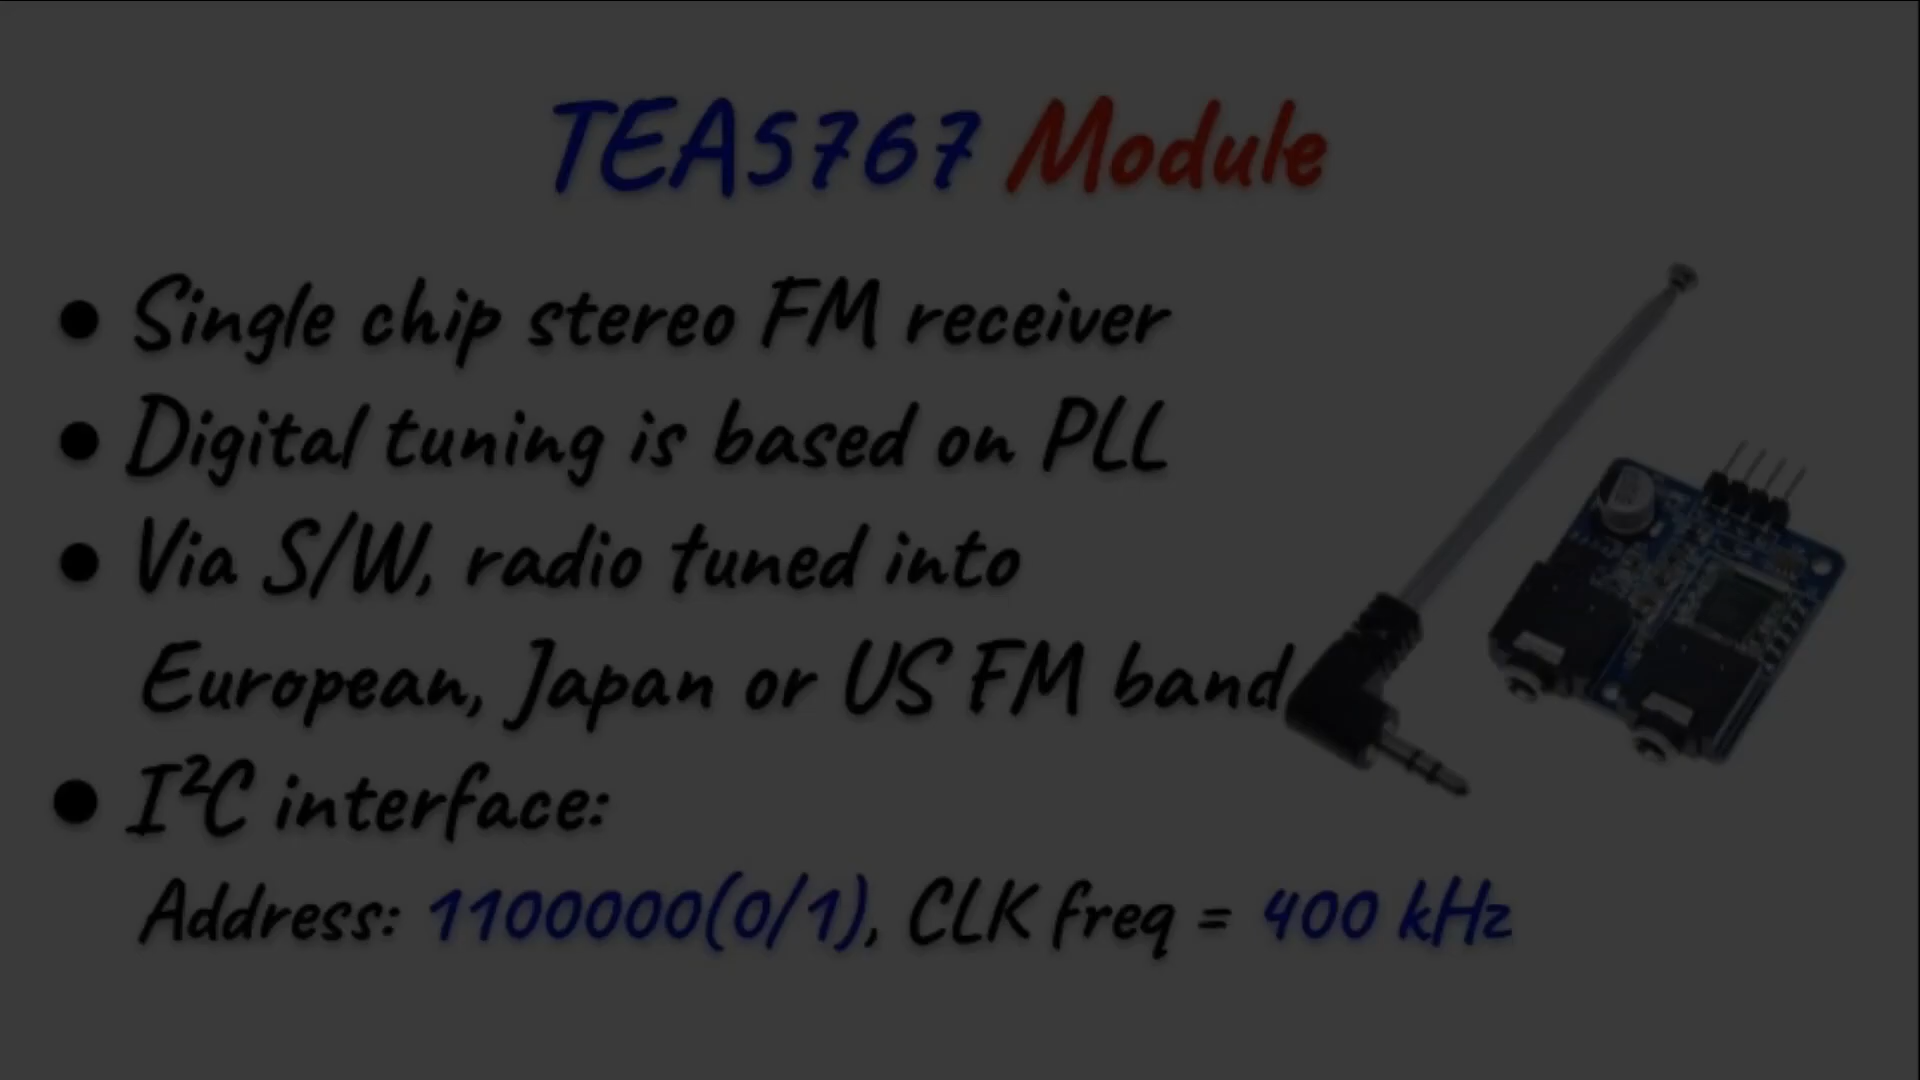 TEA5767 Module
● Single chip stereo FM receiver
● Digital tuning is based on PLL
● Via S/W, radio tuned into
European, Japan or US FM band
● I²C interface:
Address: 1100000(0/1), CLK freq = 400 kHz